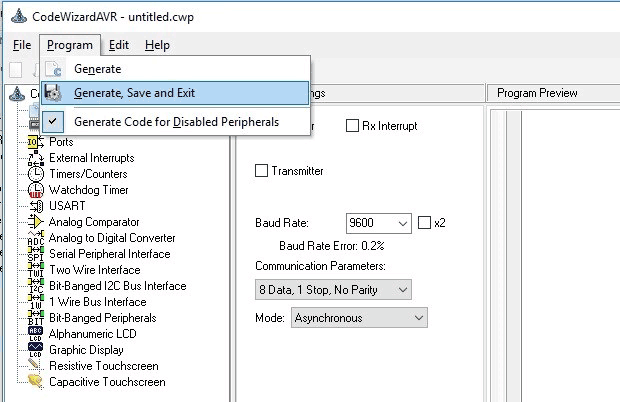 CodeWizardAVR - untitled.cwp
File Program Edit Help
Generate
Generate, Save and Exit
Generate Code for Disabled Peripherals
Ports
External Interrupts
Timers/Counters
Watchdog Timer
USART
Analog Comparator
Analog to Digital Converter
Serial Peripheral Interface
Two Wire Interface
Bit-Banged I2C Bus Interface
1 Wire Bus Interface
Bit-Banged Peripherals
Alphanumeric LCD
Graphic Display
Resistive Touchscreen
Capacitive Touchscreen
Rx Interrupt
Transmitter
Baud Rate: 9600 x2
Baud Rate Error: 0.2%
Communication Parameters:
8 Data, 1 Stop, No Parity
Mode: Asynchronous
Program Preview